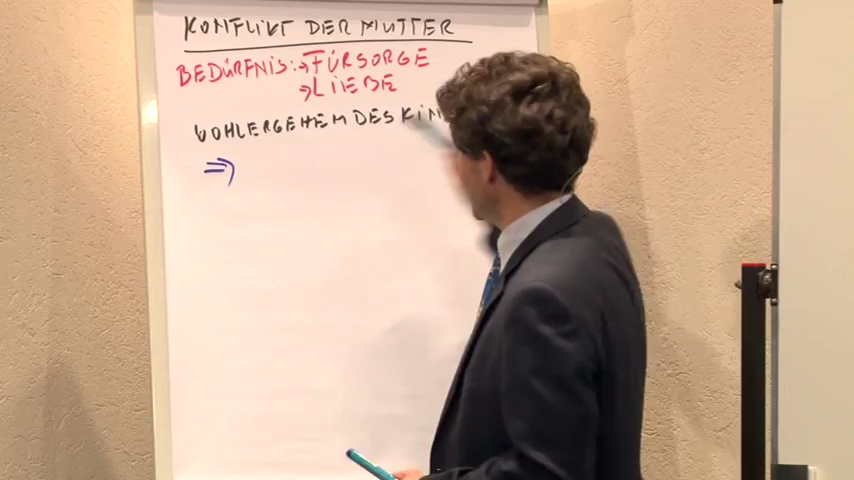 KONFLIKT DER MUTTER
BEDÜRFNIS: → FÜRSORGE
→ LIEBE
WOHLERGEHEN DES KIN
⇒